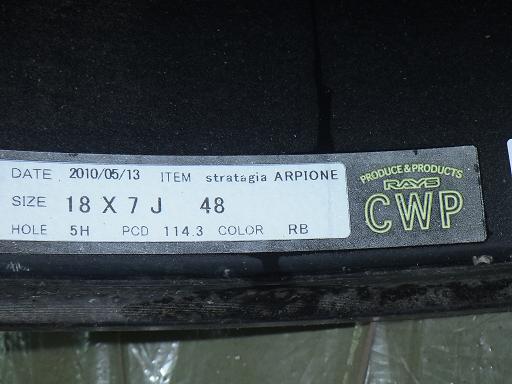 DATE 2010/05/13 ITEM stratagia ARPIONE
SIZE 18 X 7 J 48
HOLE 5H PCD 114.3 COLOR RB
PRODUCE & PRODUCTS
RAYS
CWP